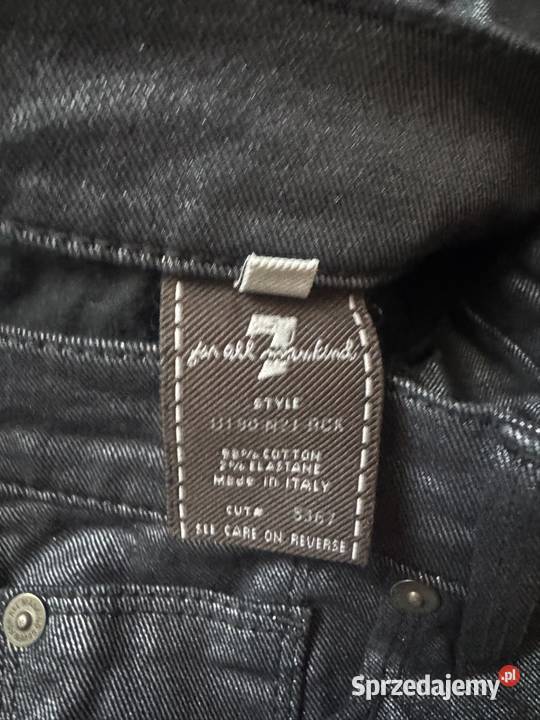 7
for all mankind
STYLE
98% COTTON
2% ELASTANE
MADE IN ITALY
CUT# 5367
SEE CARE ON REVERSE
Sprzedajemy.pl